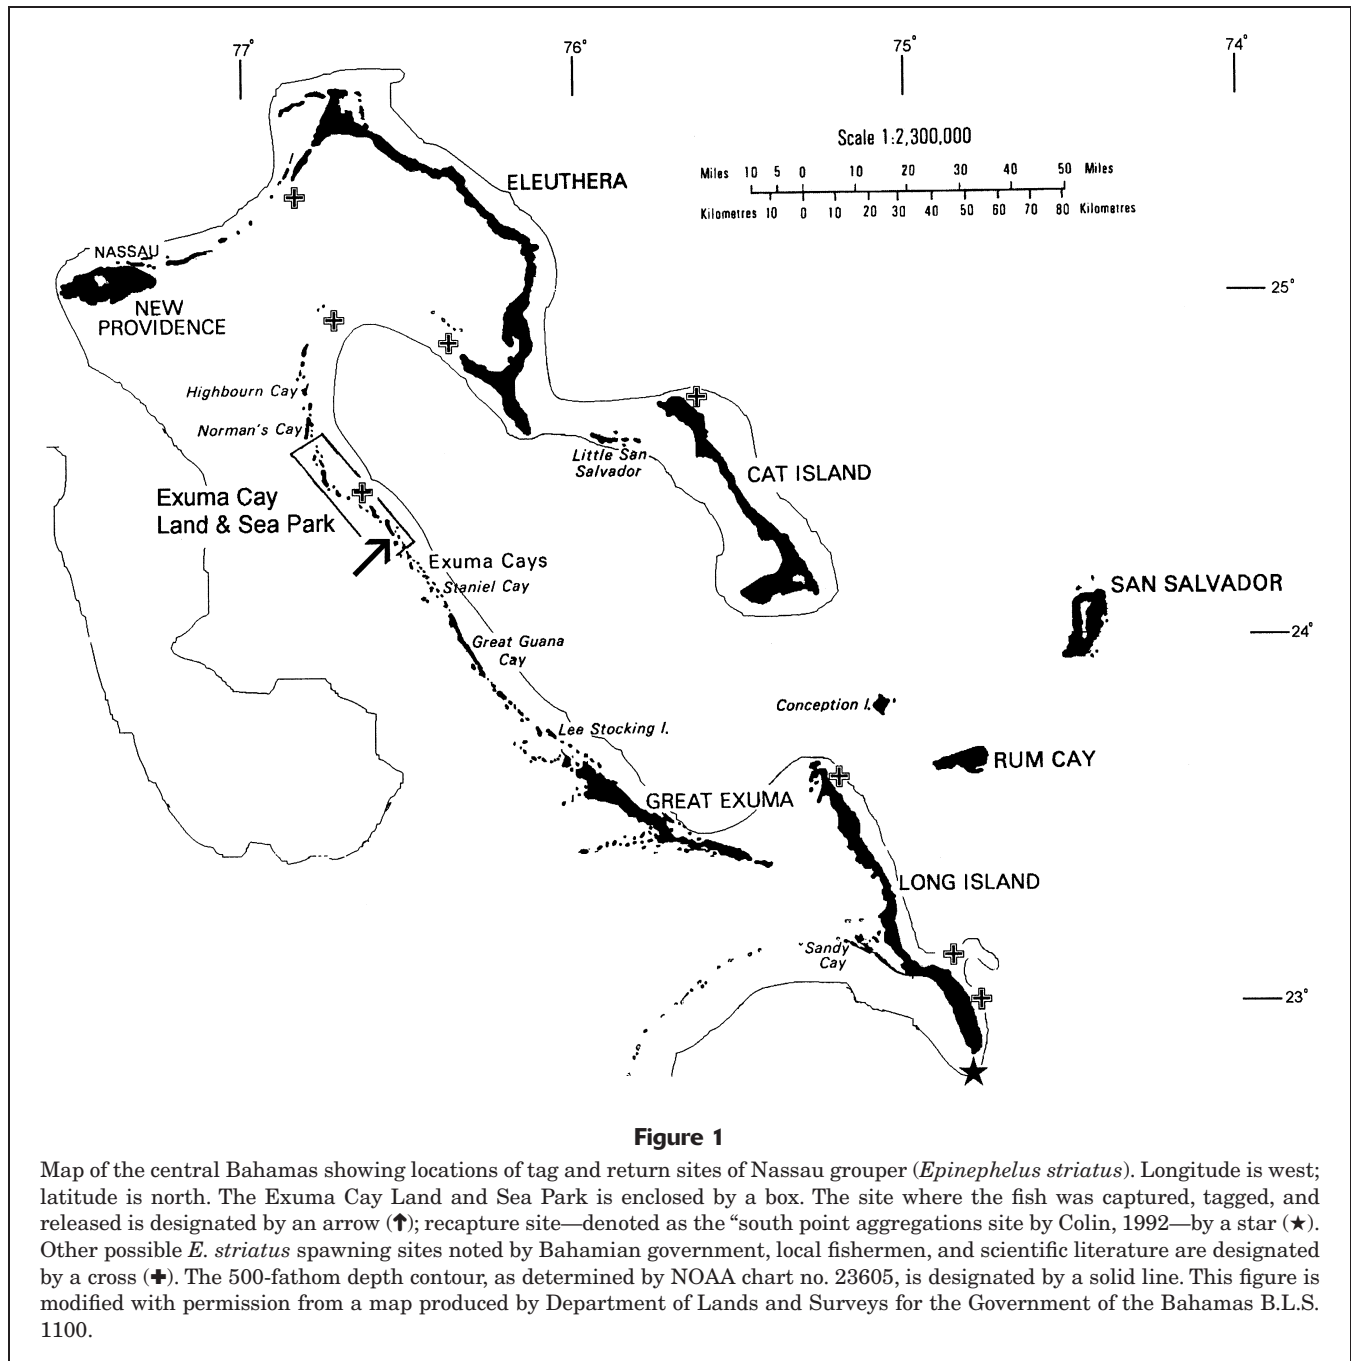 77°
76°
75°
74°
Scale 1:2,300,000
Miles 10 5 0 10 20 30 40 50 Miles
Kilometres 10 0 10 20 30 40 50 60 70 80 Kilometres
ELEUTHERA
NASSAU
NEW
PROVIDENCE
25°
Highbourn Cay
Norman's Cay
Little San
Salvador
CAT ISLAND
Exuma Cay
Land & Sea Park
Exuma Cays
Staniel Cay
SAN SALVADOR
24°
Great Guana
Cay
Conception I.
Lee Stocking I.
RUM CAY
GREAT EXUMA
LONG ISLAND
Sandy
Cay
23°
Figure 1
Map of the central Bahamas showing locations of tag and return sites of Nassau grouper (Epinephelus striatus). Longitude is west;
latitude is north. The Exuma Cay Land and Sea Park is enclosed by a box. The site where the fish was captured, tagged, and
released is designated by an arrow (↑); recapture site—denoted as the “south point aggregations site by Colin, 1992—by a star (★).
Other possible E. striatus spawning sites noted by Bahamian government, local fishermen, and scientific literature are designated
by a cross (✚). The 500-fathom depth contour, as determined by NOAA chart no. 23605, is designated by a solid line. This figure is
modified with permission from a map produced by Department of Lands and Surveys for the Government of the Bahamas B.L.S.
1100.